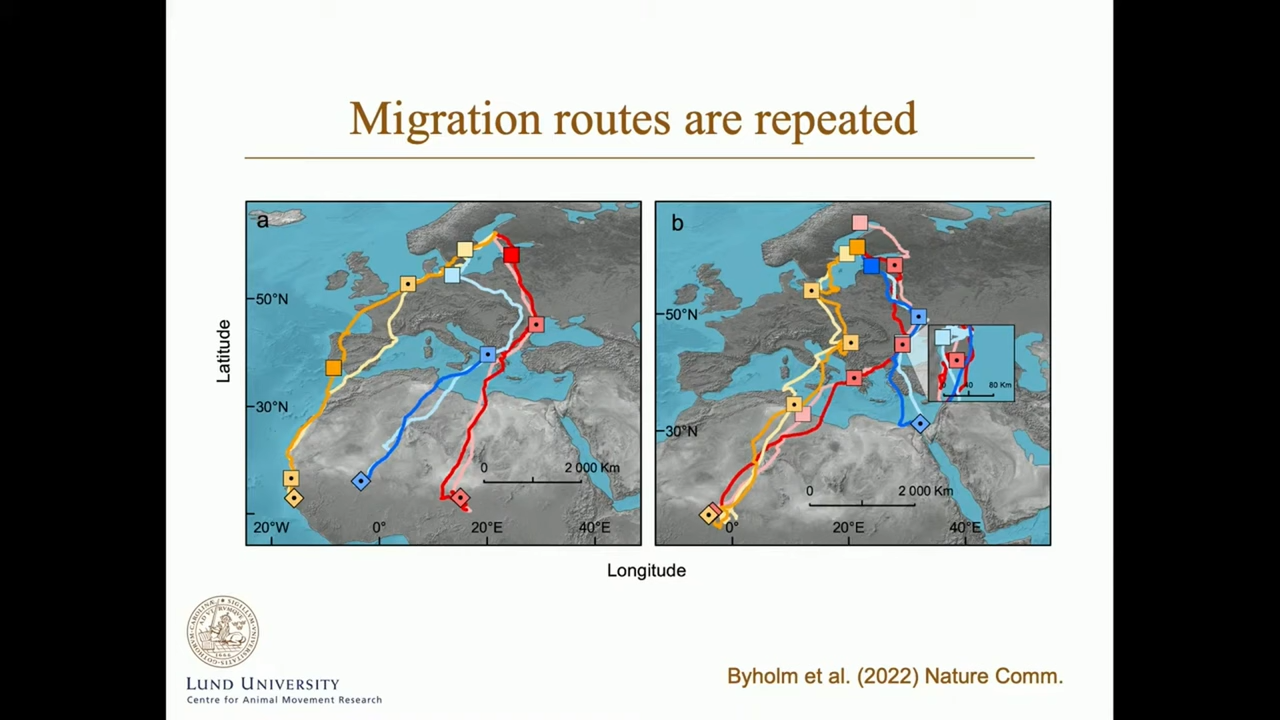 Migration routes are repeated
a
50°N
30°N
Latitude
0
2 000 Km
20°W
0°
20°E
40°E
b
50°N
30°N
0
40
80 Km
0
2 000 Km
0°
20°E
40°E
Longitude
LUND UNIVERSITY
Centre for Animal Movement Research
Byholm et al. (2022) Nature Comm.